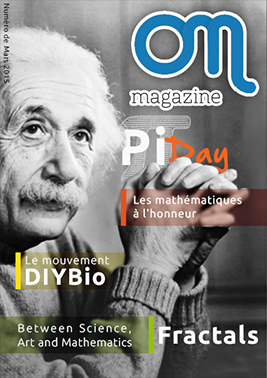 Numéro de Mars 2015
OM
magazine
Pi Day
Les mathématiques
à l'honneur
Le mouvement
DIYBio
Between Science,
Art and Mathematics
Fractals